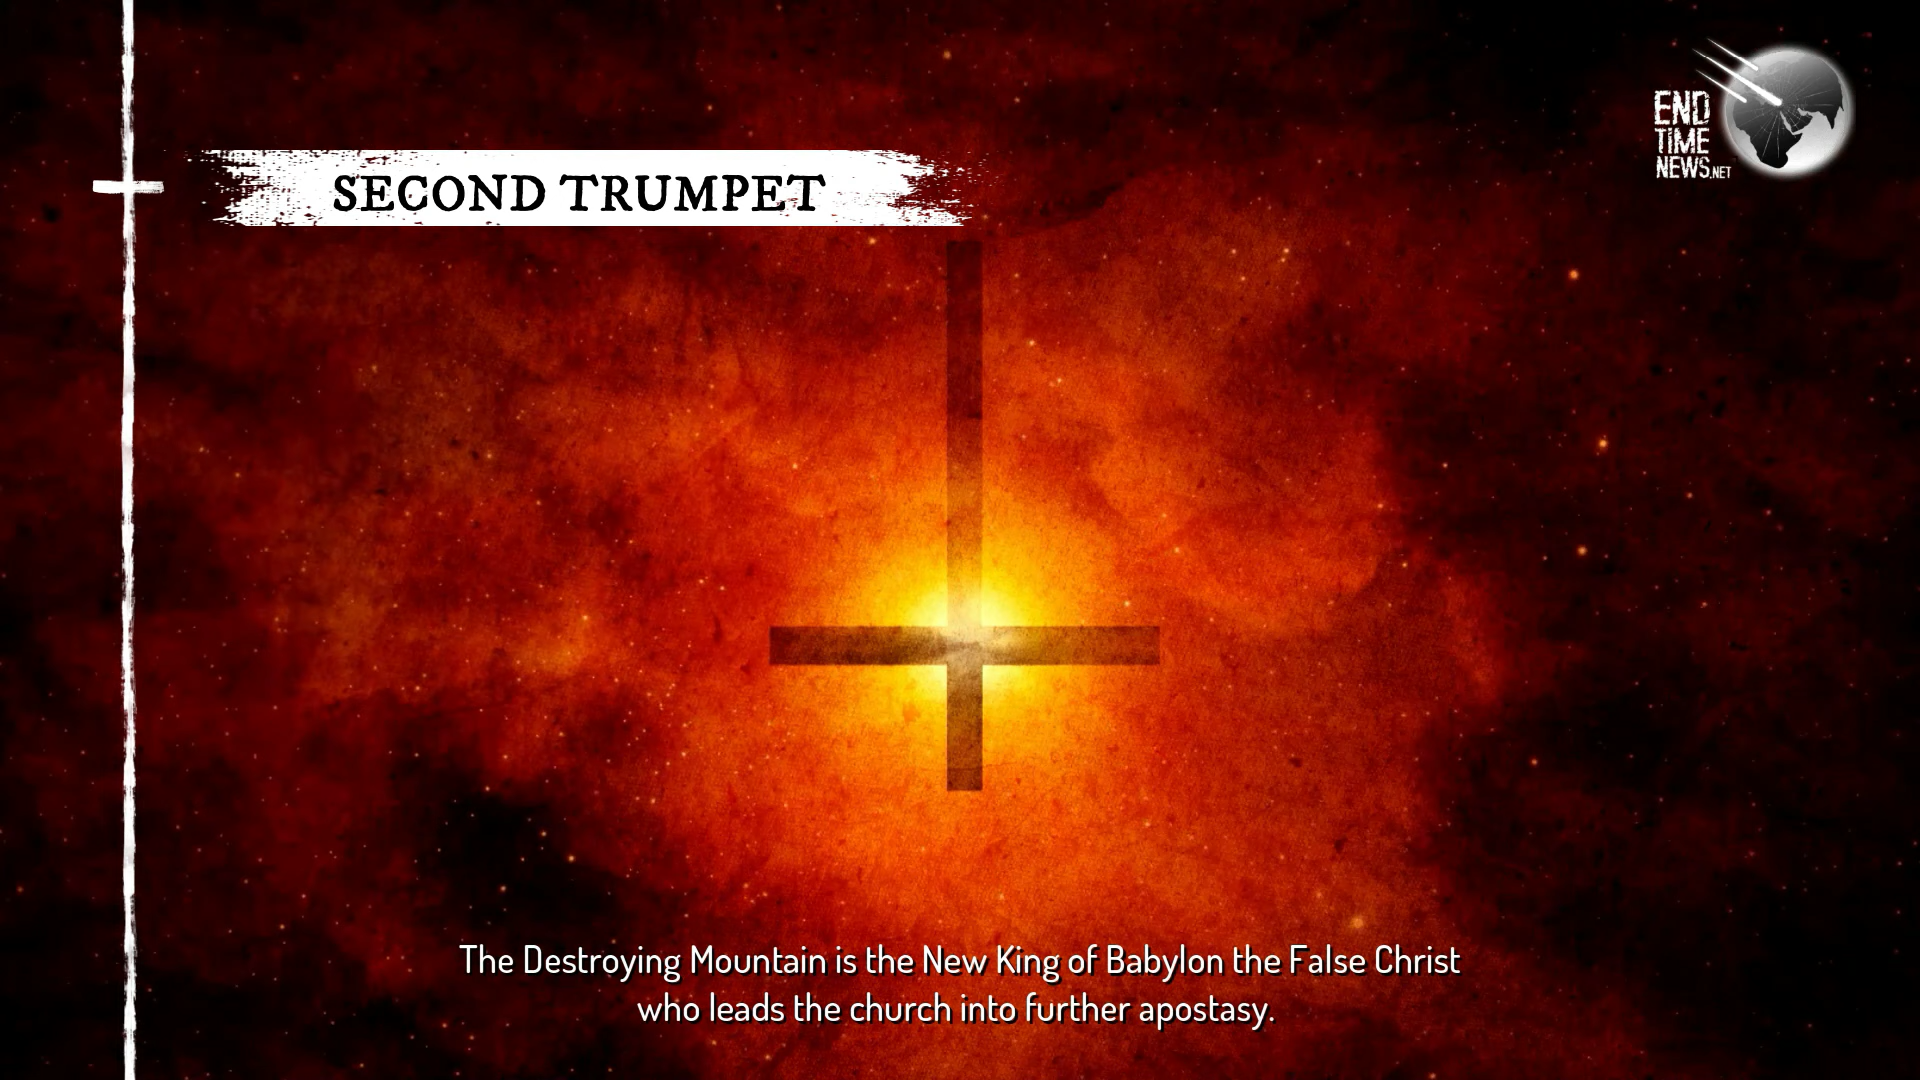 END
TIME
NEWS.NET
SECOND TRUMPET
The Destroying Mountain is the New King of Babylon the False Christ
who leads the church into further apostasy.